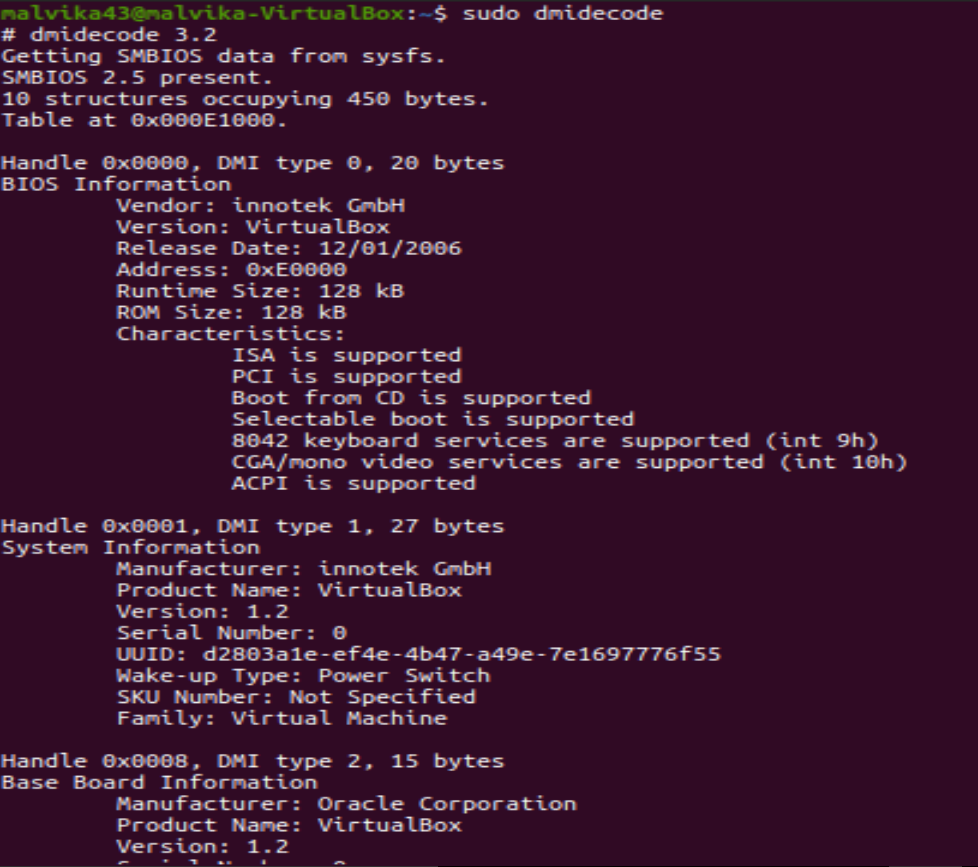 malvika43@malvika-VirtualBox:~$ sudo dmidecode
# dmidecode 3.2
Getting SMBIOS data from sysfs.
SMBIOS 2.5 present.
10 structures occupying 450 bytes.
Table at 0x000E1000.

Handle 0x0000, DMI type 0, 20 bytes
BIOS Information
        Vendor: innotek GmbH
        Version: VirtualBox
        Release Date: 12/01/2006
        Address: 0xE0000
        Runtime Size: 128 kB
        ROM Size: 128 kB
        Characteristics:
                ISA is supported
                PCI is supported
                Boot from CD is supported
                Selectable boot is supported
                8042 keyboard services are supported (int 9h)
                CGA/mono video services are supported (int 10h)
                ACPI is supported

Handle 0x0001, DMI type 1, 27 bytes
System Information
        Manufacturer: innotek GmbH
        Product Name: VirtualBox
        Version: 1.2
        Serial Number: 0
        UUID: d2803a1e-ef4e-4b47-a49e-7e1697776f55
        Wake-up Type: Power Switch
        SKU Number: Not Specified
        Family: Virtual Machine

Handle 0x0008, DMI type 2, 15 bytes
Base Board Information
        Manufacturer: Oracle Corporation
        Product Name: VirtualBox
        Version: 1.2